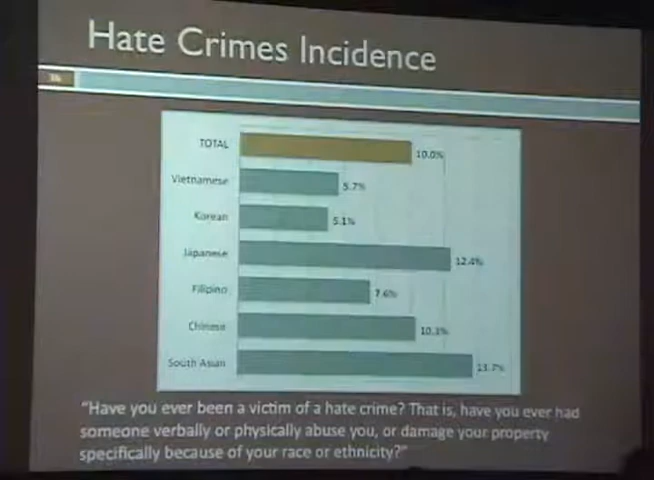 Hate Crimes Incidence
36
TOTAL 10.0%
Vietnamese 5.7%
Korean 5.1%
Japanese 12.4%
Filipino 7.6%
Chinese 10.3%
South Asian 13.7%
"Have you ever been a victim of a hate crime? That is, have you ever had
someone verbally or physically abuse you, or damage your property
specifically because of your race or ethnicity?"